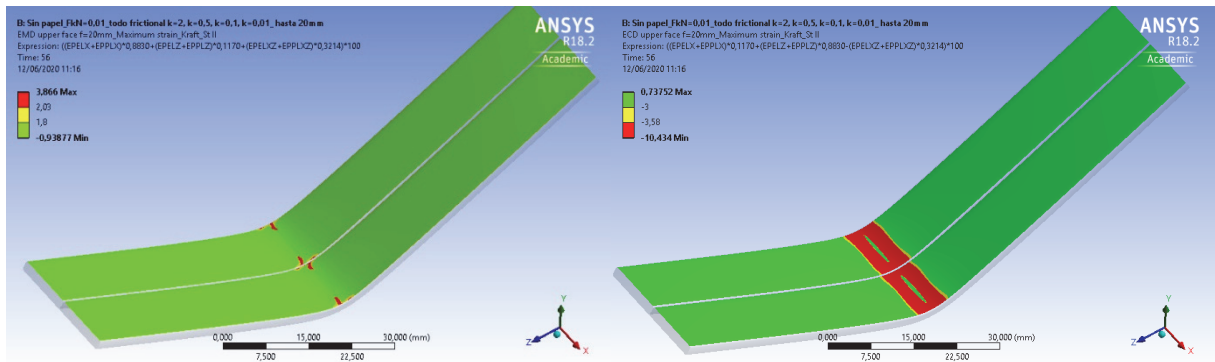 B: Sin papel_FkN=0,01_todo frictional k=2, k=0,5, k=0,1, k=0,01_ hasta 20mm
EMD upper face f=20mm_Maximum strain_Kraft_St.II
Expression: ((EPELX+EPPLX)*0,8830+(EPELZ+EPPLZ)*0,1170+(EPELXZ+EPPLXZ)*0,3214)*100
Time: 56
12/06/2020 11:16
3,866 Max
2,03
1,8
-0,93877 Min
ANSYS
R18.2
Academic
0,000
15,000
30,000 (mm)
7,500
22,500
Y
Z
X
B: Sin papel_FkN=0,01_todo frictional k=2, k=0,5, k=0,1, k=0,01_ hasta 20mm
ECD upper face f=20mm_Maximum strain_Kraft_St.II
Expression: ((EPELX+EPPLX)*0,1170+(EPELZ+EPPLZ)*0,8830-(EPELXZ+EPPLXZ)*0,3214)*100
Time: 56
12/06/2020 11:16
0,73752 Max
-3
-3,58
-10,434 Min
ANSYS
R18.2
Academic
0,000
15,000
30,000 (mm)
7,500
22,500
Y
Z
X